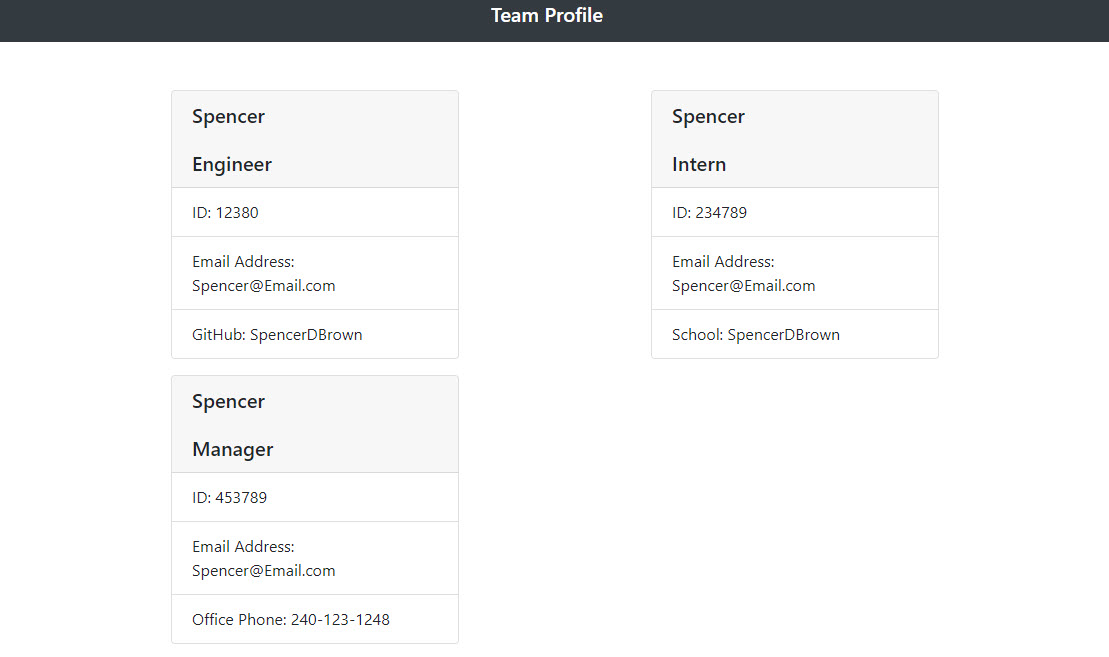 Team Profile
Spencer
Engineer
ID: 12380
Email Address:
Spencer@Email.com
GitHub: SpencerDBrown
Spencer
Intern
ID: 234789
Email Address:
Spencer@Email.com
School: SpencerDBrown
Spencer
Manager
ID: 453789
Email Address:
Spencer@Email.com
Office Phone: 240-123-1248